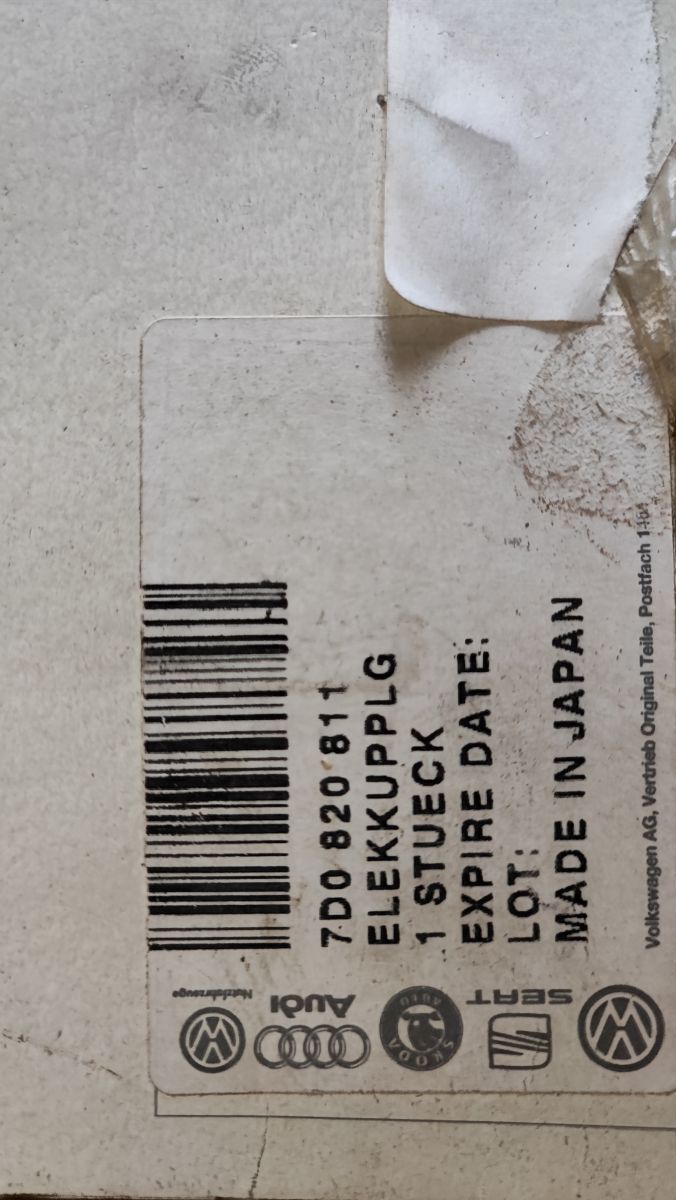 7D0 820 811
ELEKKUPPLG
1 STUECK
EXPIRE DATE:
LOT:
MADE IN JAPAN
Volkswagen AG, Vertrieb Original Teile, Postfach
Nutzfahrzeuge
Audi
SKODA
AUTO
SEAT